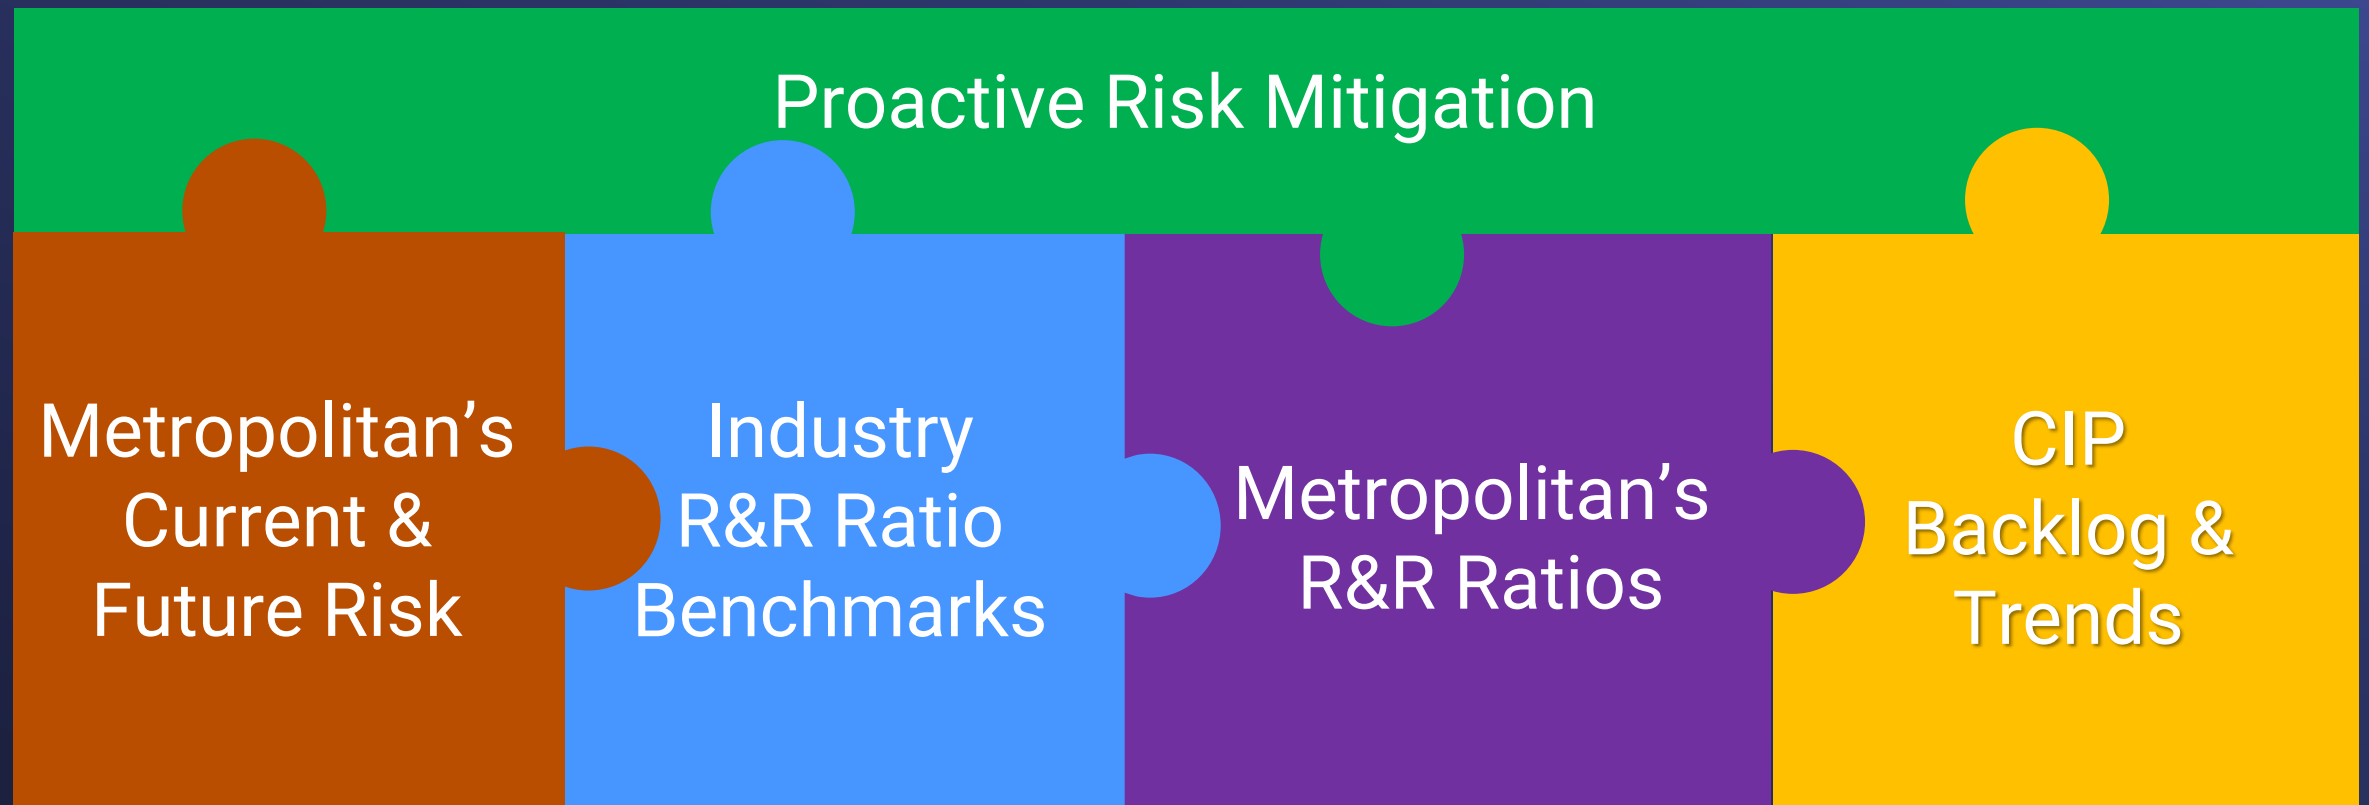 Proactive Risk Mitigation
Metropolitan’s
Current &
Future Risk
Industry
R&R Ratio
Benchmarks
Metropolitan’s
R&R Ratios
CIP
Backlog &
Trends